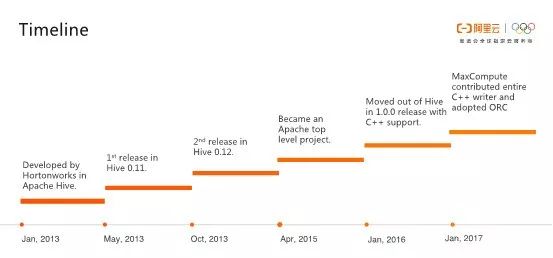 Timeline
阿里云
Developed by
Hortonworks in
Apache Hive.
1st release in
Hive 0.11.
2nd release in
Hive 0.12.
Became an
Apache top
level project.
Moved out of Hive
in 1.0.0 release with
C++ support.
MaxCompute
contributed entire
C++ writer and
adopted ORC
Jan, 2013
May, 2013
Oct, 2013
Apr, 2015
Jan, 2016
Jan, 2017